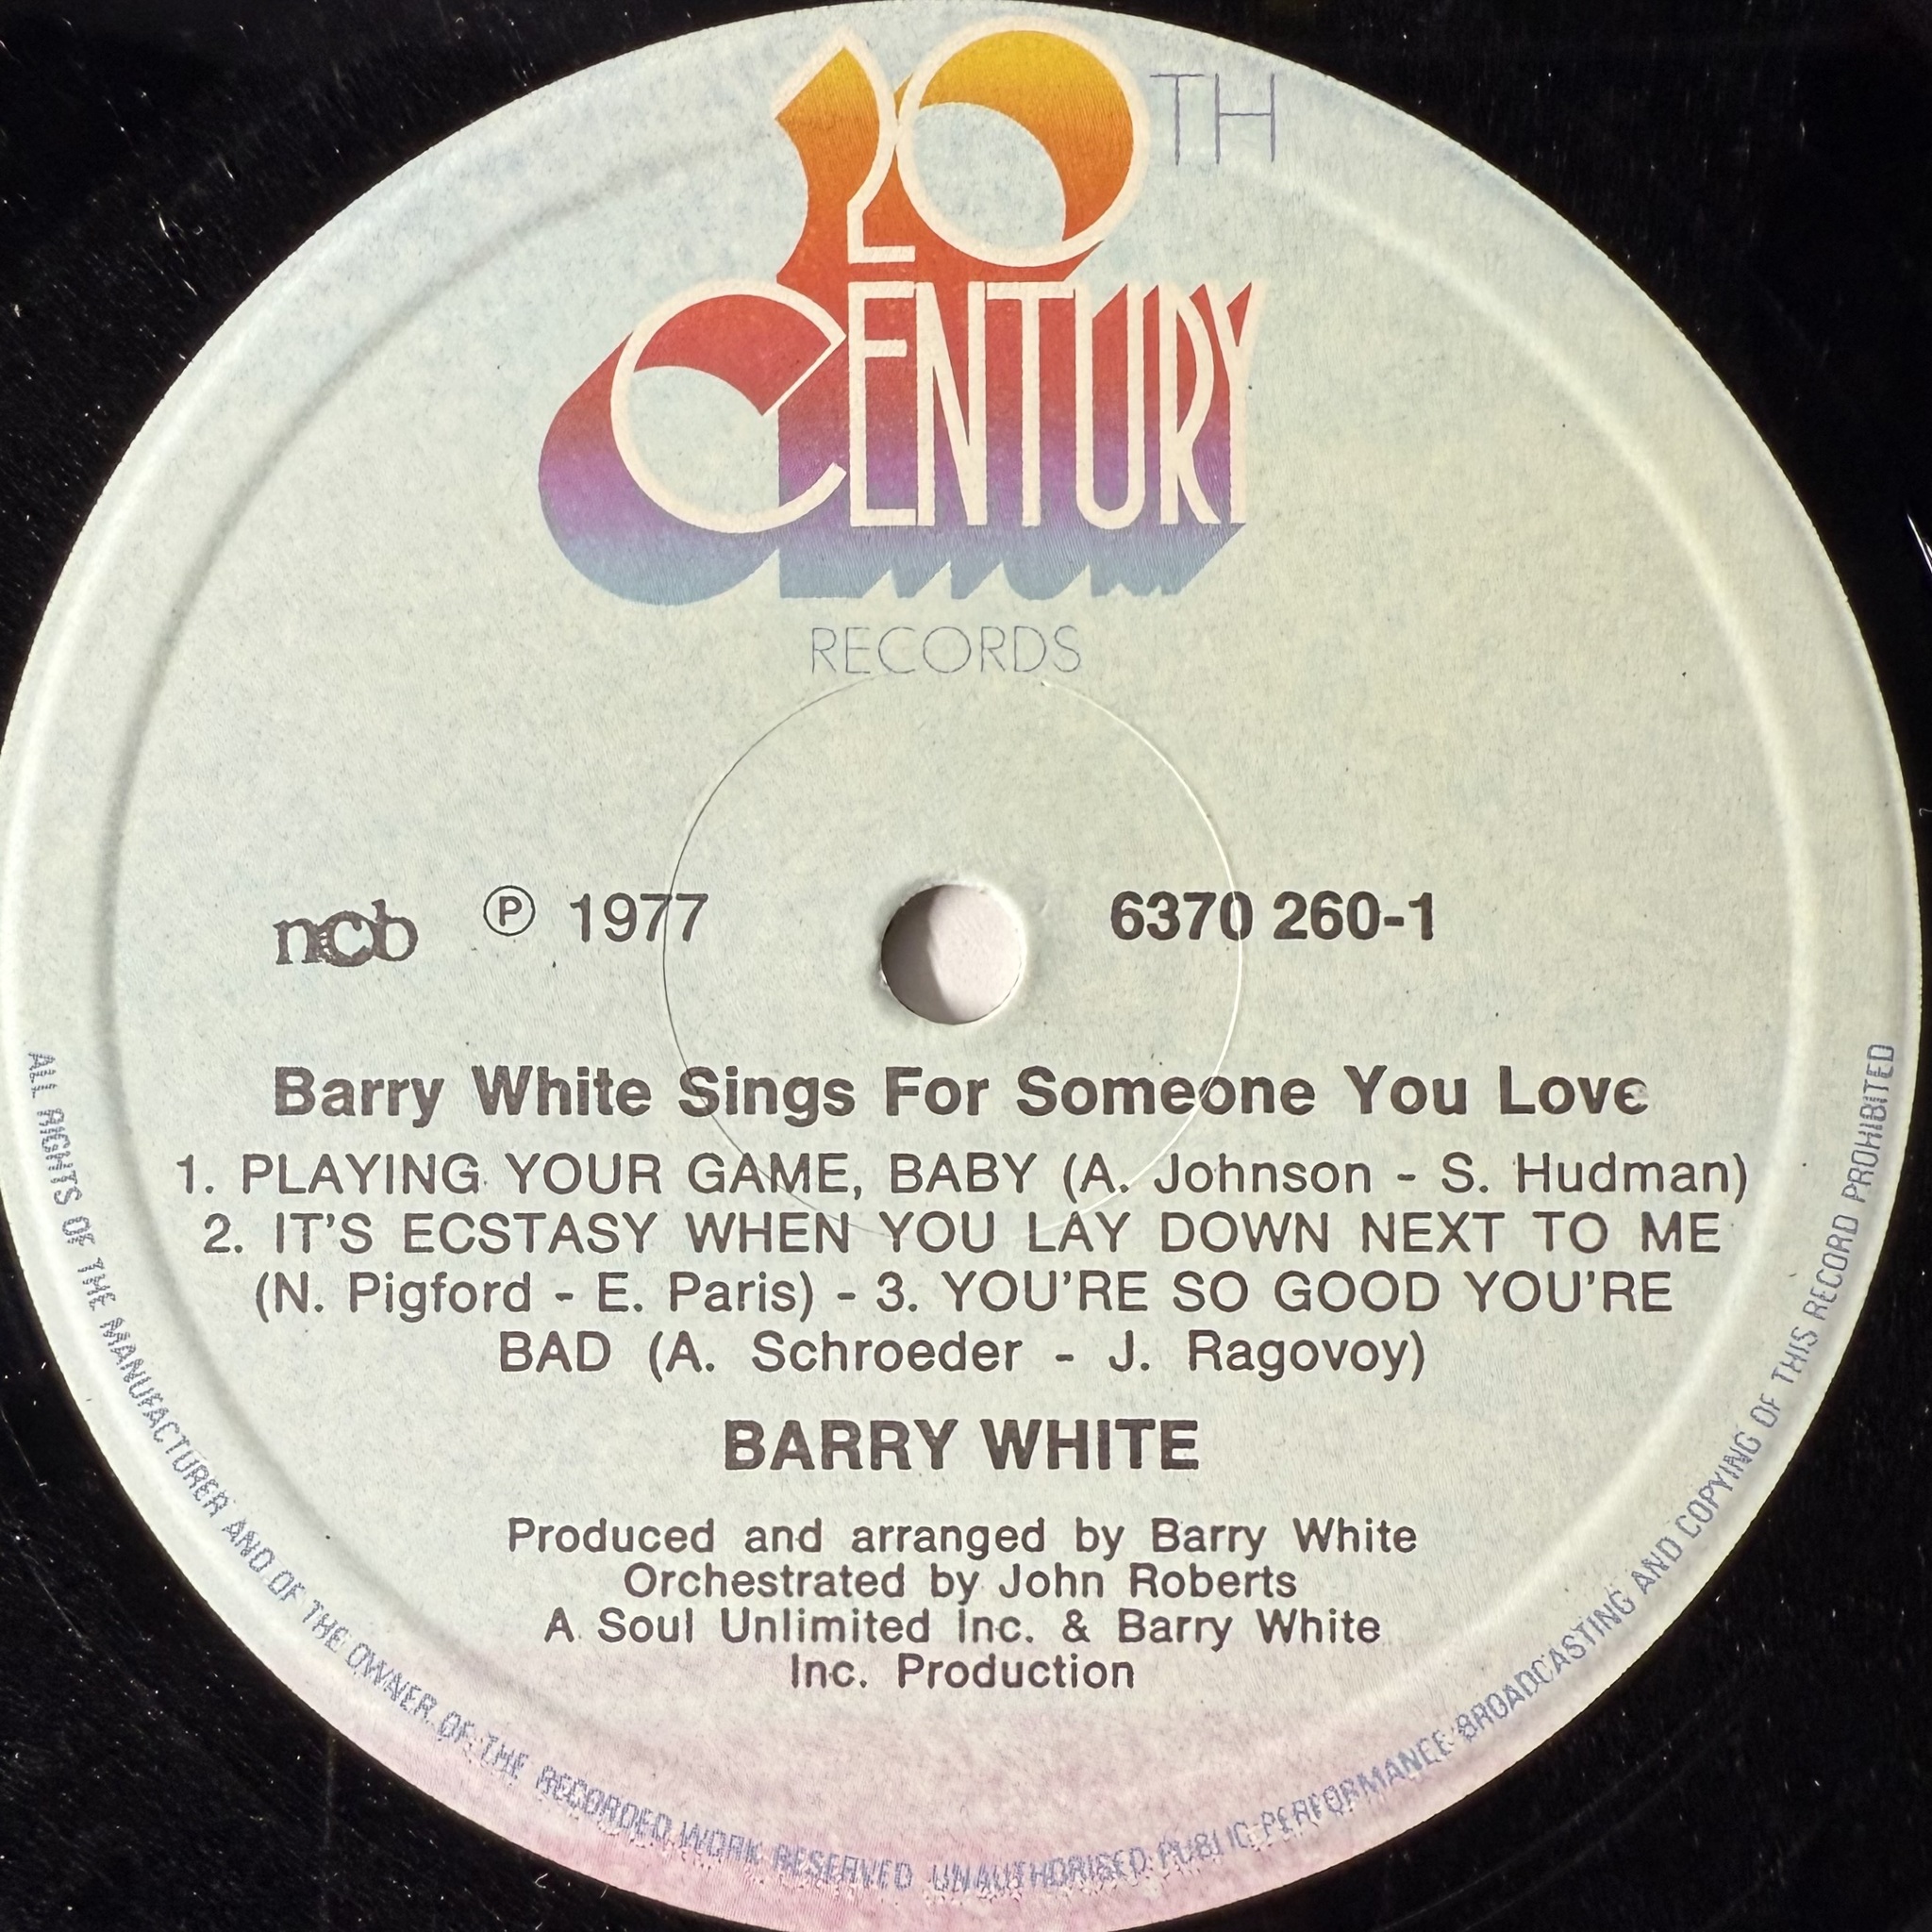 20TH
CENTURY
RECORDS
ncb ℗ 1977 6370 260-1
Barry White Sings For Someone You Love
1. PLAYING YOUR GAME, BABY (A. Johnson - S. Hudman)
2. IT'S ECSTASY WHEN YOU LAY DOWN NEXT TO ME
(N. Pigford - E. Paris) - 3. YOU'RE SO GOOD YOU'RE
BAD (A. Schroeder - J. Ragovoy)
BARRY WHITE
Produced and arranged by Barry White
Orchestrated by John Roberts
A Soul Unlimited Inc. & Barry White
Inc. Production
ALL RIGHTS OF THE MANUFACTURER AND OF THE OWNER OF THE RECORDED WORK RESERVED UNAUTHORISED PUBLIC PERFORMANCE BROADCASTING AND COPYING OF THIS RECORD PROHIBITED